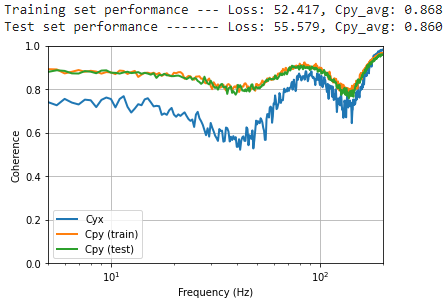 Training set performance --- Loss: 52.417, Cpy_avg: 0.868
Test set performance ------- Loss: 55.579, Cpy_avg: 0.860
1.0
0.8
0.6
0.4
0.2
0.0
Coherence
Cyx
Cpy (train)
Cpy (test)
10¹
10²
Frequency (Hz)